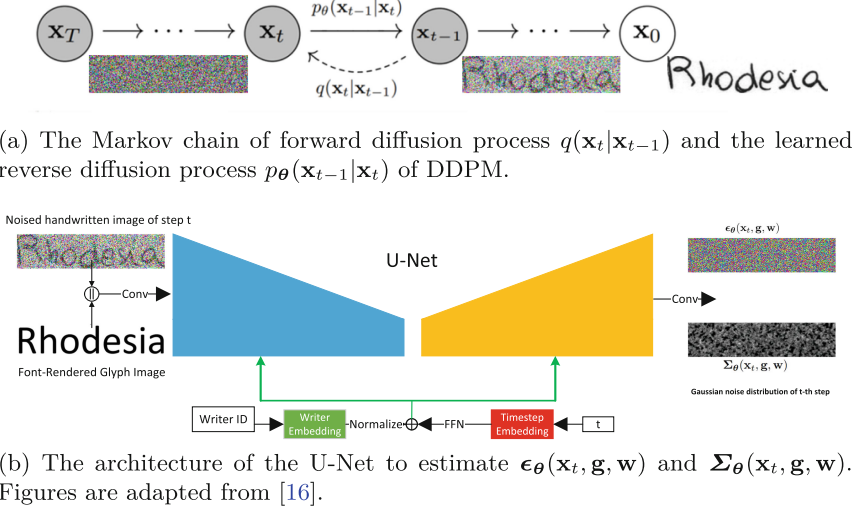 x_T → ··· → x_t p_θ(x_{t−1}|x_t) x_{t−1} → ··· → x_0
q(x_t|x_{t−1})
Rhodesia Rhodesia
(a) The Markov chain of forward diffusion process q(x_t|x_{t−1}) and the learned
reverse diffusion process p_θ(x_{t−1}|x_t) of DDPM.
Noised handwritten image of step t
Rhodesia
ϵ_θ(x_t, g, w)
U-Net
|| Conv
Conv
Rhodesia
Font-Rendered Glyph Image
Σ_θ(x_t, g, w)
Gaussian noise distribution of t-th step
Writer ID Writer Embedding Normalize + FFN Timestep Embedding t
(b) The architecture of the U-Net to estimate ϵ_θ(x_t, g, w) and Σ_θ(x_t, g, w).
Figures are adapted from [16].